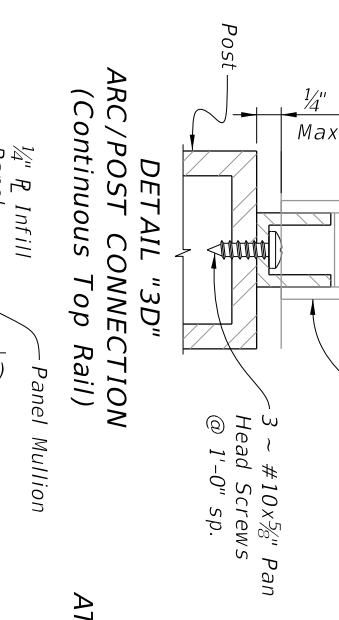 Post
1/4"
Max
3 ~ #10x5/8" Pan
Head Screws
@ 1'-0" sp.
DETAIL "3D"
ARC/POST CONNECTION
(Continuous Top Rail)
1/4" ⅊ Infill
Panel Mullion